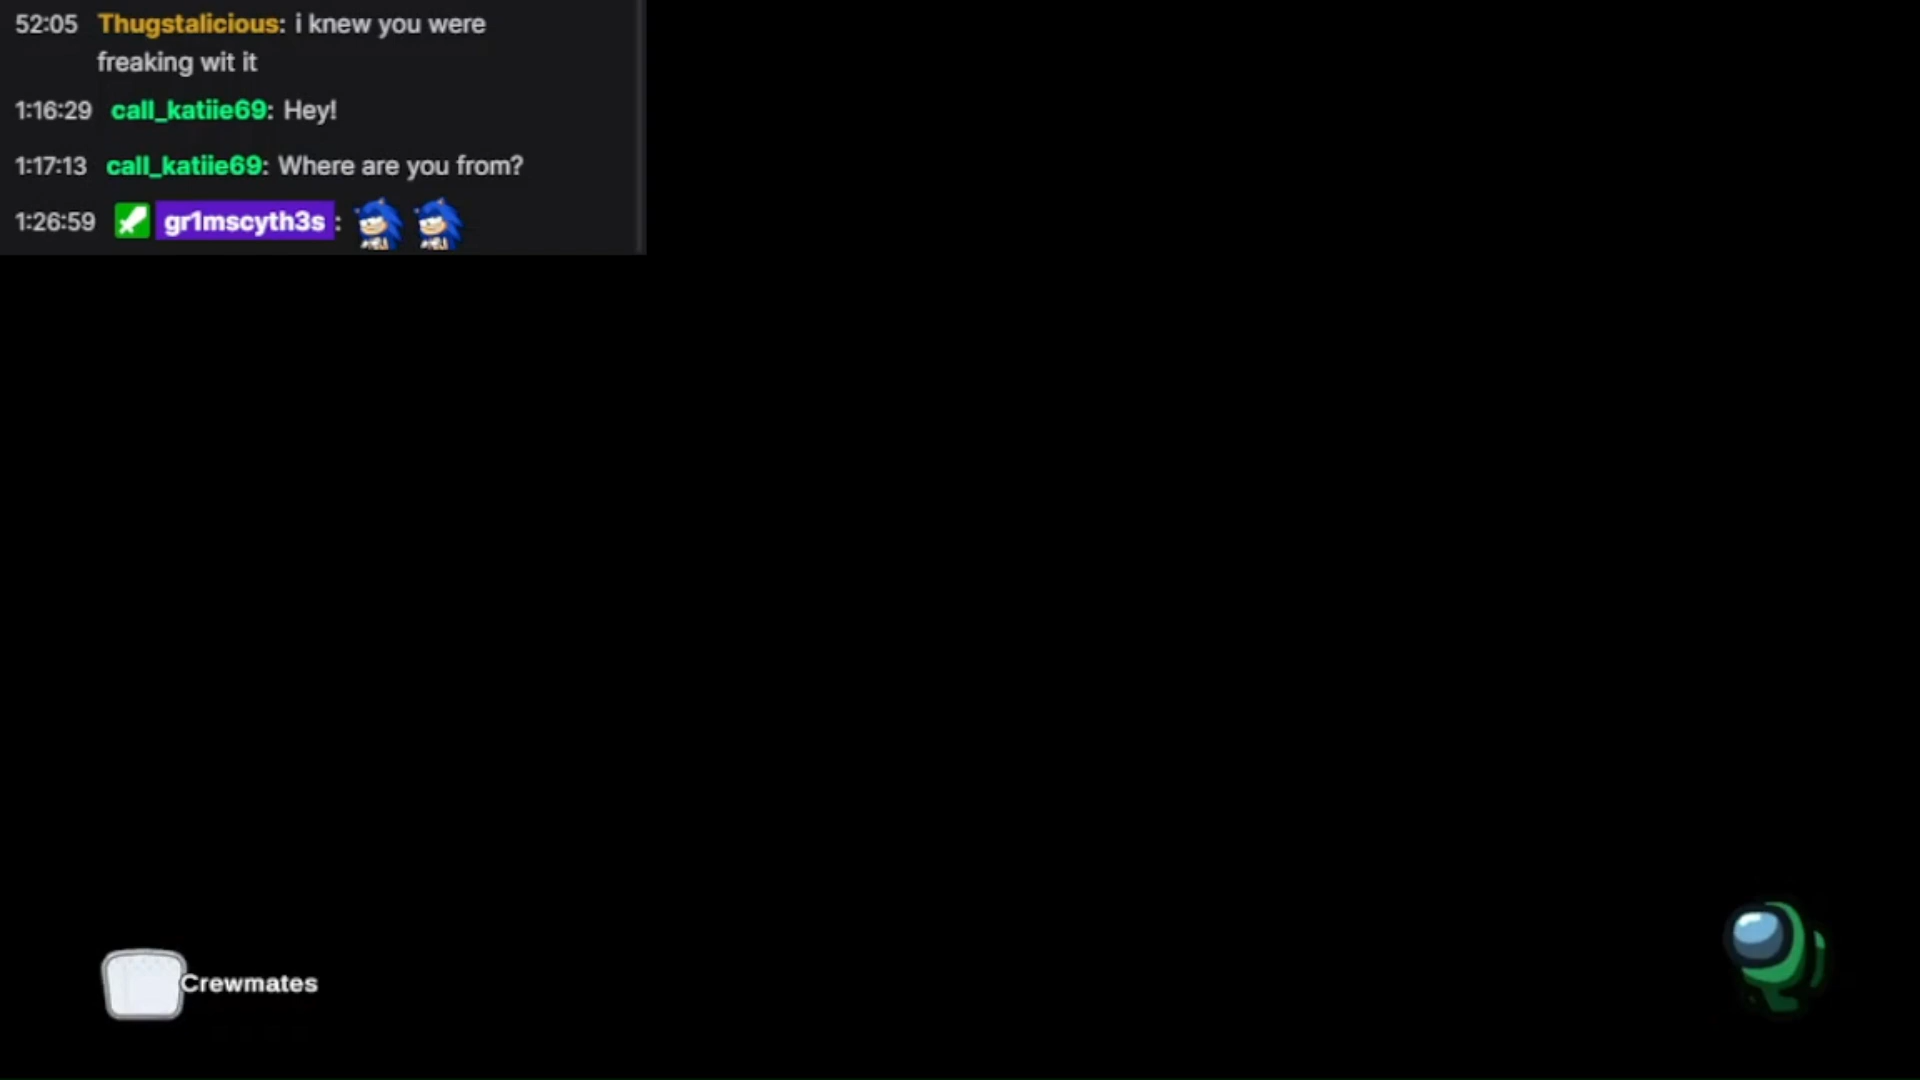 52:05 Thugstalicious: i knew you were
freaking wit it
1:16:29 call_katiie69: Hey!
1:17:13 call_katiie69: Where are you from?
1:26:59 gr1mscyth3s:
Crewmates